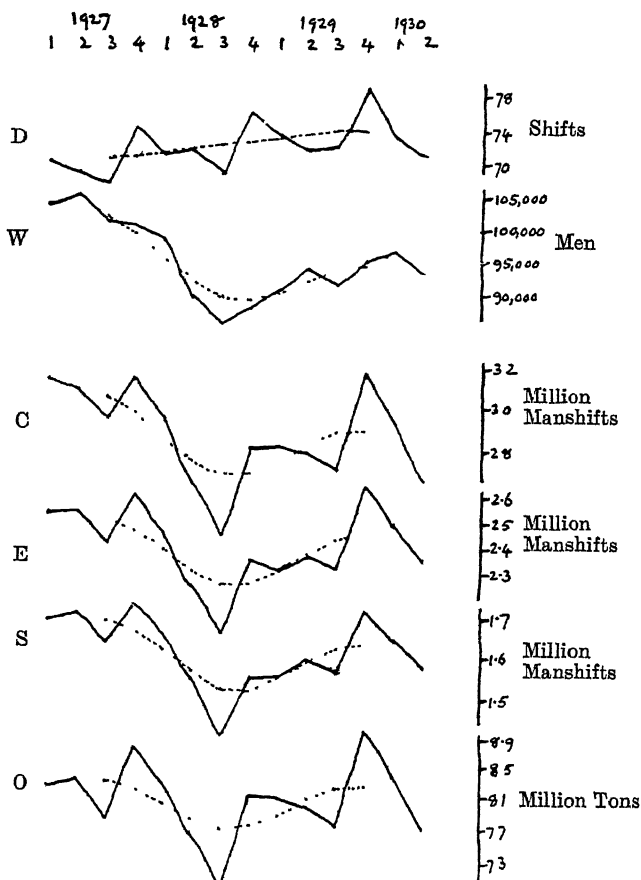 1927 1928 1929 1930
1 2 3 4 1 2 3 4 1 2 3 4 1 2
D
78
74
70
Shifts
W
105,000
100,000
95,000
90,000
Men
C
3.2
3.0
2.8
Million
Manshifts
E
2.6
2.5
2.4
2.3
Million
Manshifts
S
1.7
1.6
1.5
Million
Manshifts
O
8.9
8.5
8.1
7.7
7.3
Million Tons